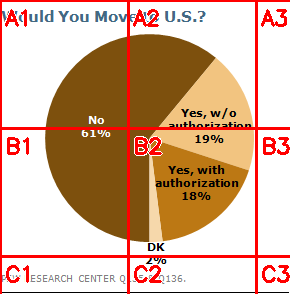 Would You Move to U.S.?
A1
A2
A3
Yes, w/o
authorization
19%
No
61%
B1
B2
B3
Yes, with
authorization
18%
DK
2%
C1
C2
C3
RESEARCH CENTER